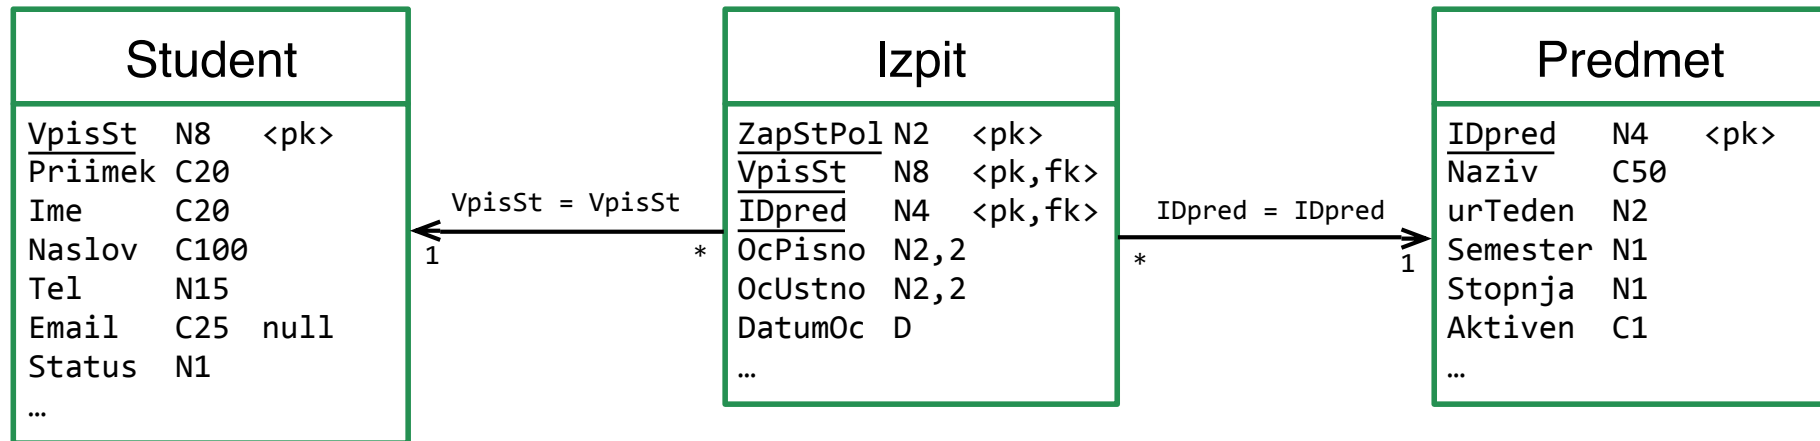 Student
VpisSt N8 <pk>
Priimek C20
Ime C20
Naslov C100
Tel N15
Email C25 null
Status N1
…
VpisSt = VpisSt
1 *
Izpit
ZapStPol N2 <pk>
VpisSt N8 <pk,fk>
IDpred N4 <pk,fk>
OcPisno N2,2
OcUstno N2,2
DatumOc D
…
IDpred = IDpred
* 1
Predmet
IDpred N4 <pk>
Naziv C50
urTeden N2
Semester N1
Stopnja N1
Aktiven C1
…